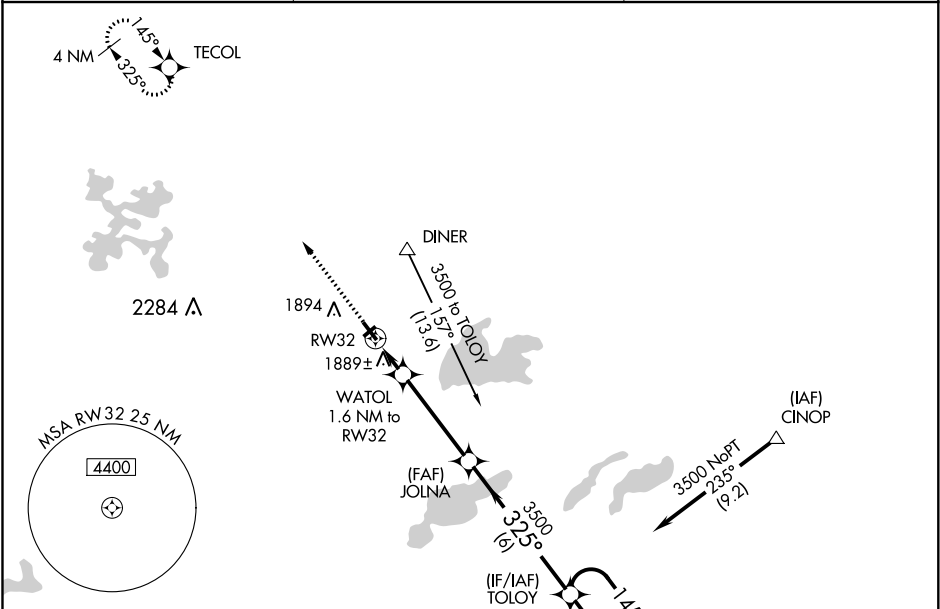 145°
4 NM
325°
TECOL
DINER
3500 to TOLOY
157°
(13.6)
2284
1894
RW32
1889±
WATOL
1.6 NM to
RW32
(IAF)
CINOP
MSA RW32 25 NM
4400
3500 NoPT
235°
(9.2)
(FAF)
JOLNA
3500
325°
(6)
(IF/IAF)
TOLOY